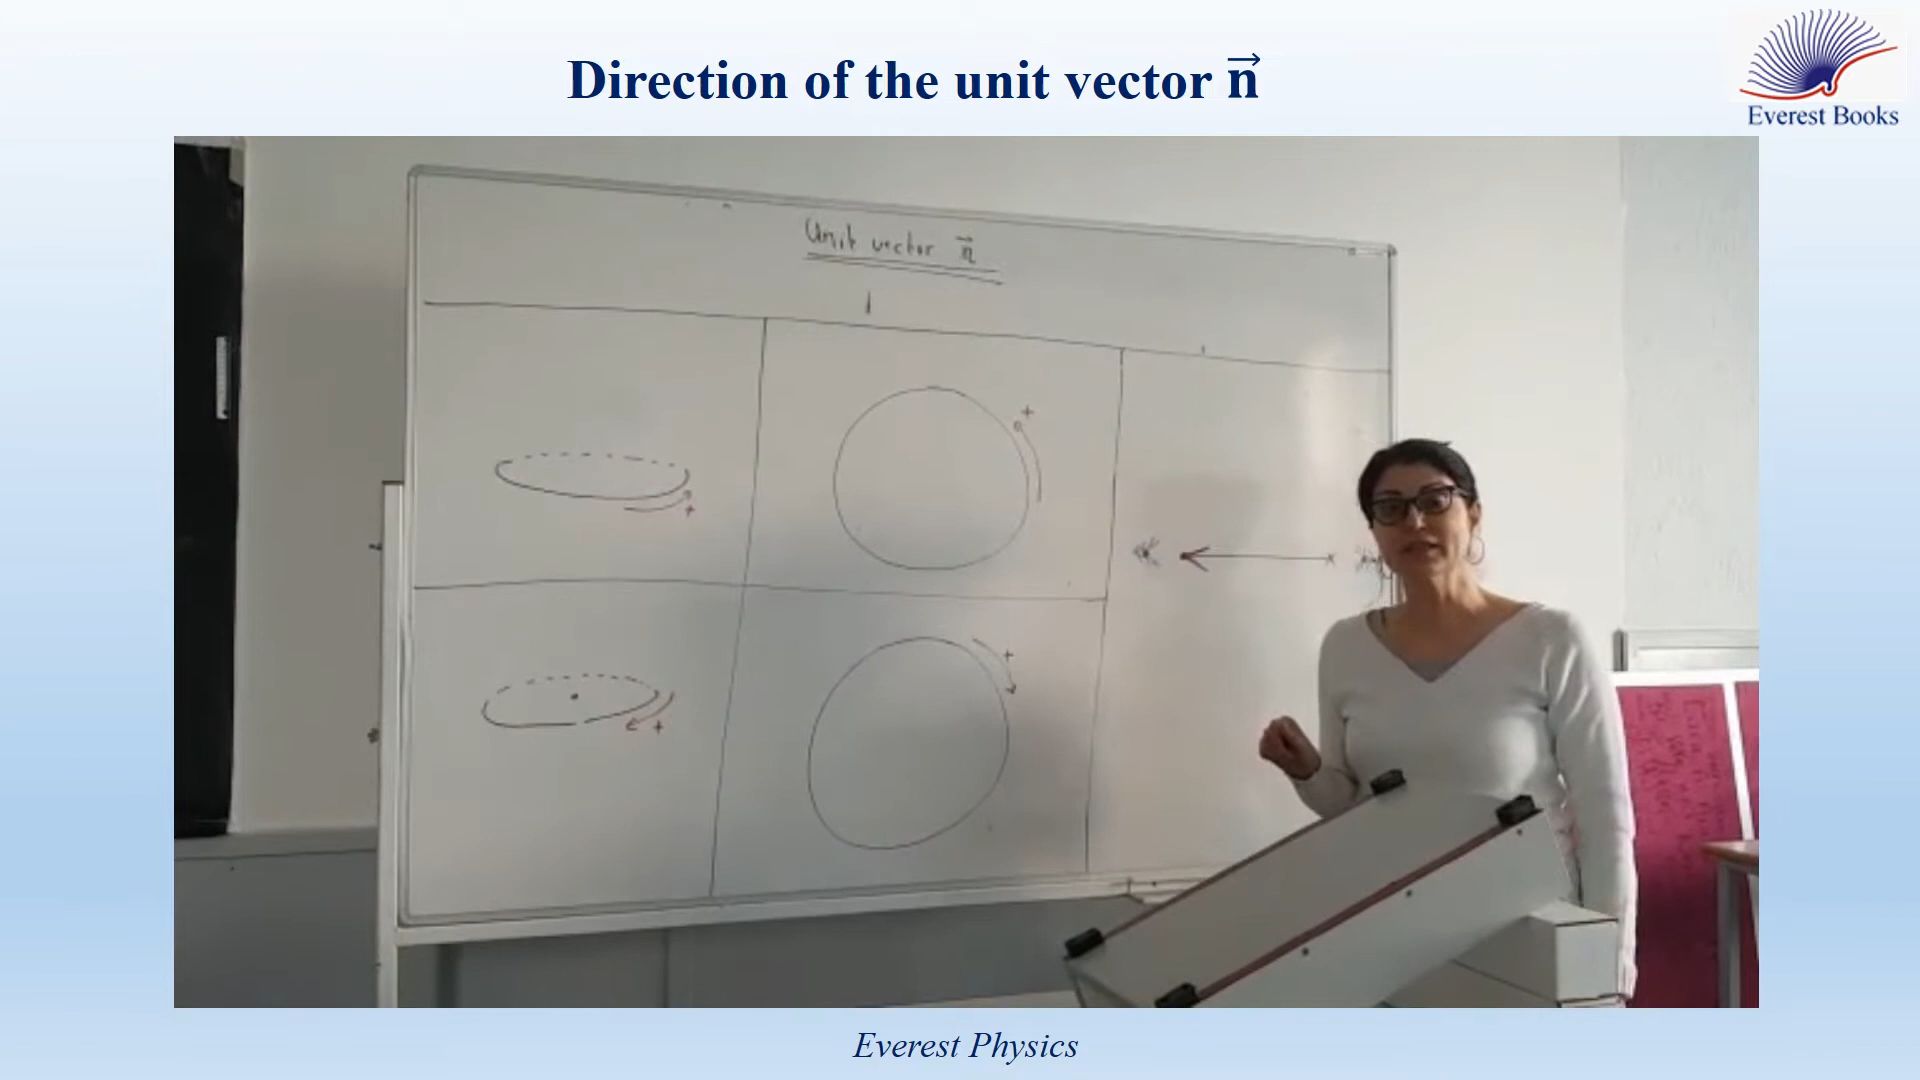 Direction of the unit vector n⃗
Everest Books
Unit vector n⃗
+
+
+
+
Everest Physics